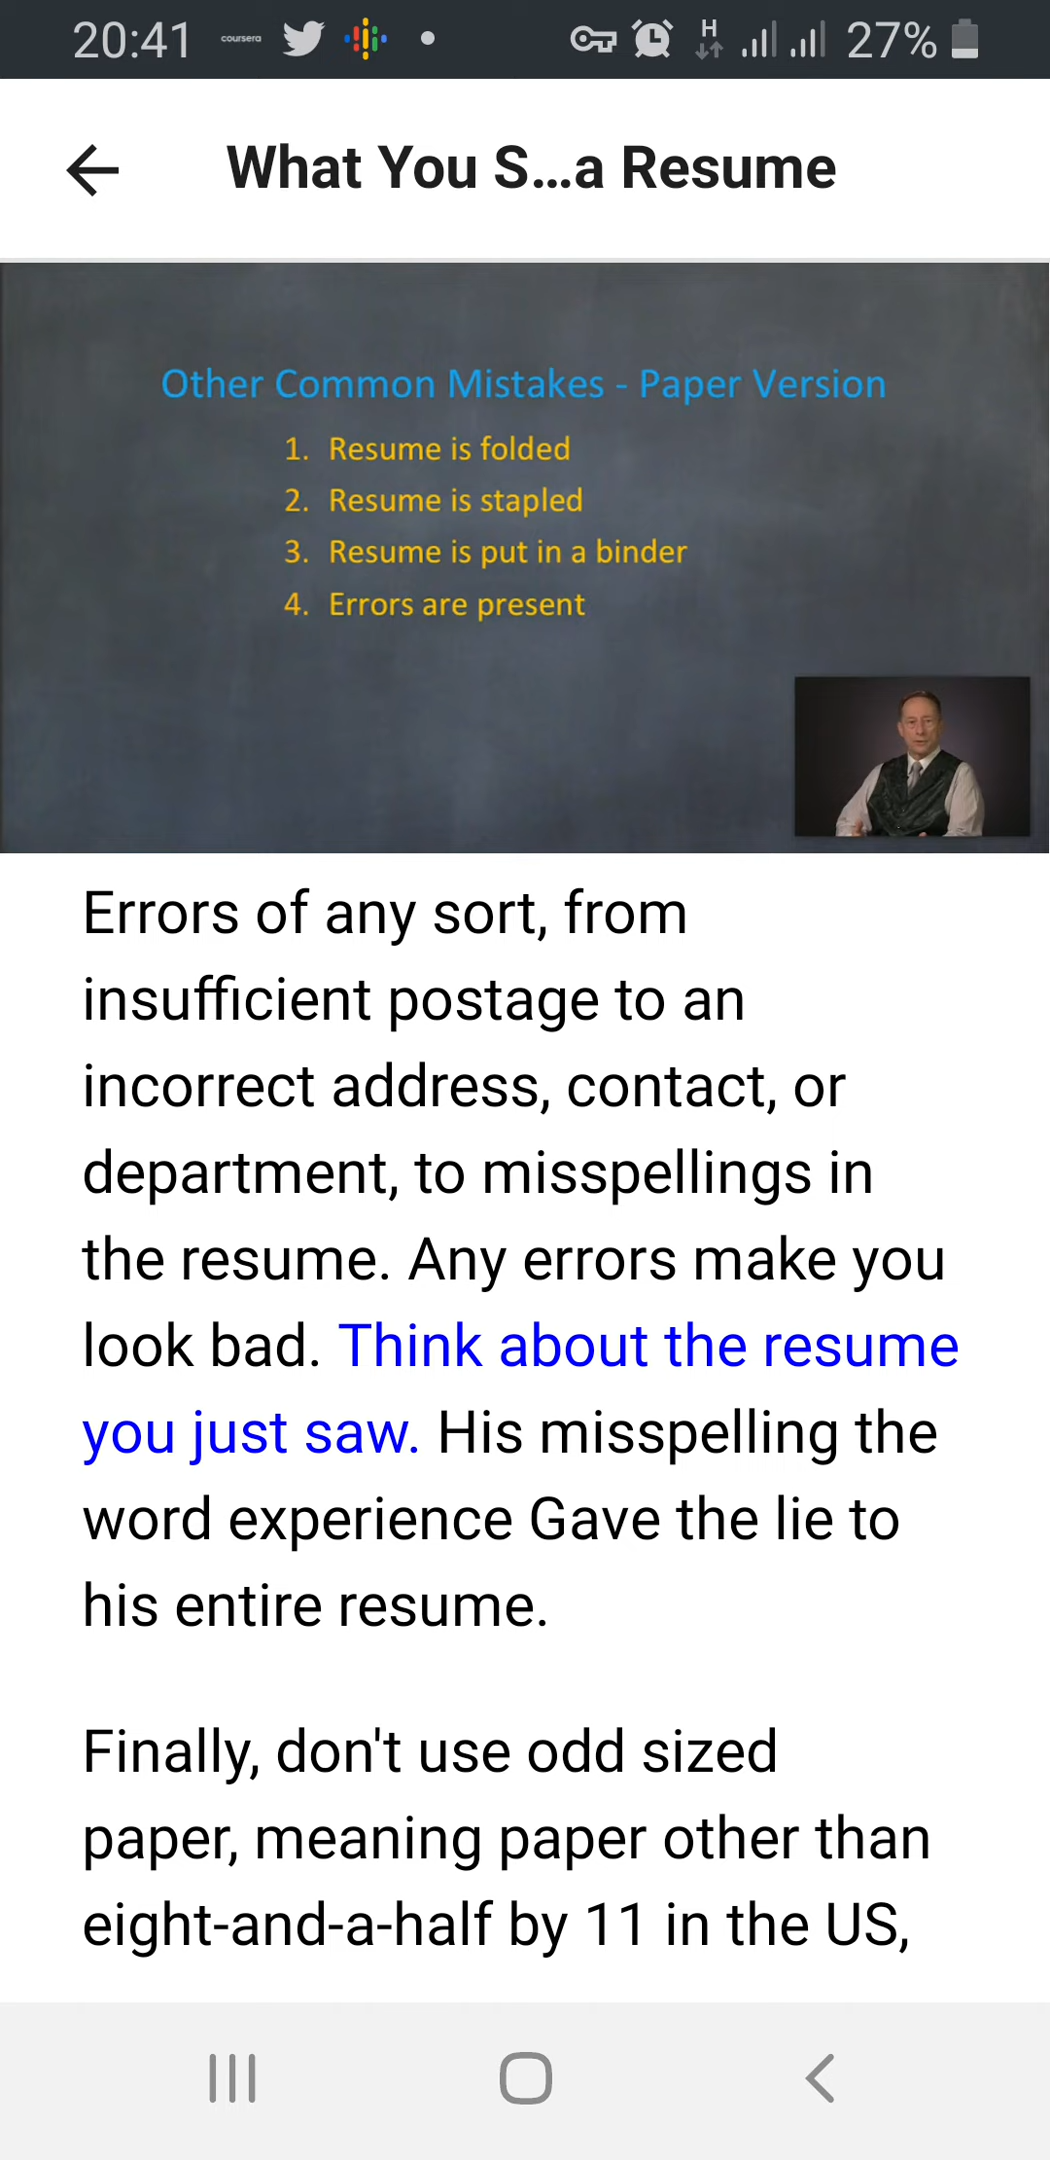 20:41 coursera H 27%
What You S...a Resume
Other Common Mistakes - Paper Version
1. Resume is folded
2. Resume is stapled
3. Resume is put in a binder
4. Errors are present
Errors of any sort, from
insufficient postage to an
incorrect address, contact, or
department, to misspellings in
the resume. Any errors make you
look bad. Think about the resume
you just saw. His misspelling the
word experience Gave the lie to
his entire resume.
Finally, don't use odd sized
paper, meaning paper other than
eight-and-a-half by 11 in the US,